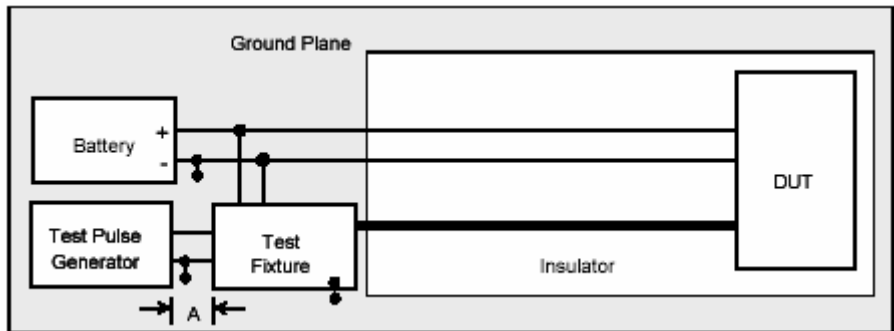 Ground Plane
Battery
+
-
DUT
Test Pulse
Generator
Test
Fixture
Insulator
A